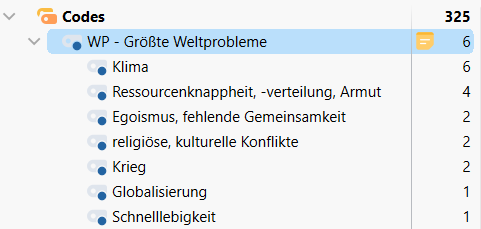 Codes 325
WP - Größte Weltprobleme 6
Klima 6
Ressourcenknappheit, -verteilung, Armut 4
Egoismus, fehlende Gemeinsamkeit 2
religiöse, kulturelle Konflikte 2
Krieg 2
Globalisierung 1
Schnelllebigkeit 1